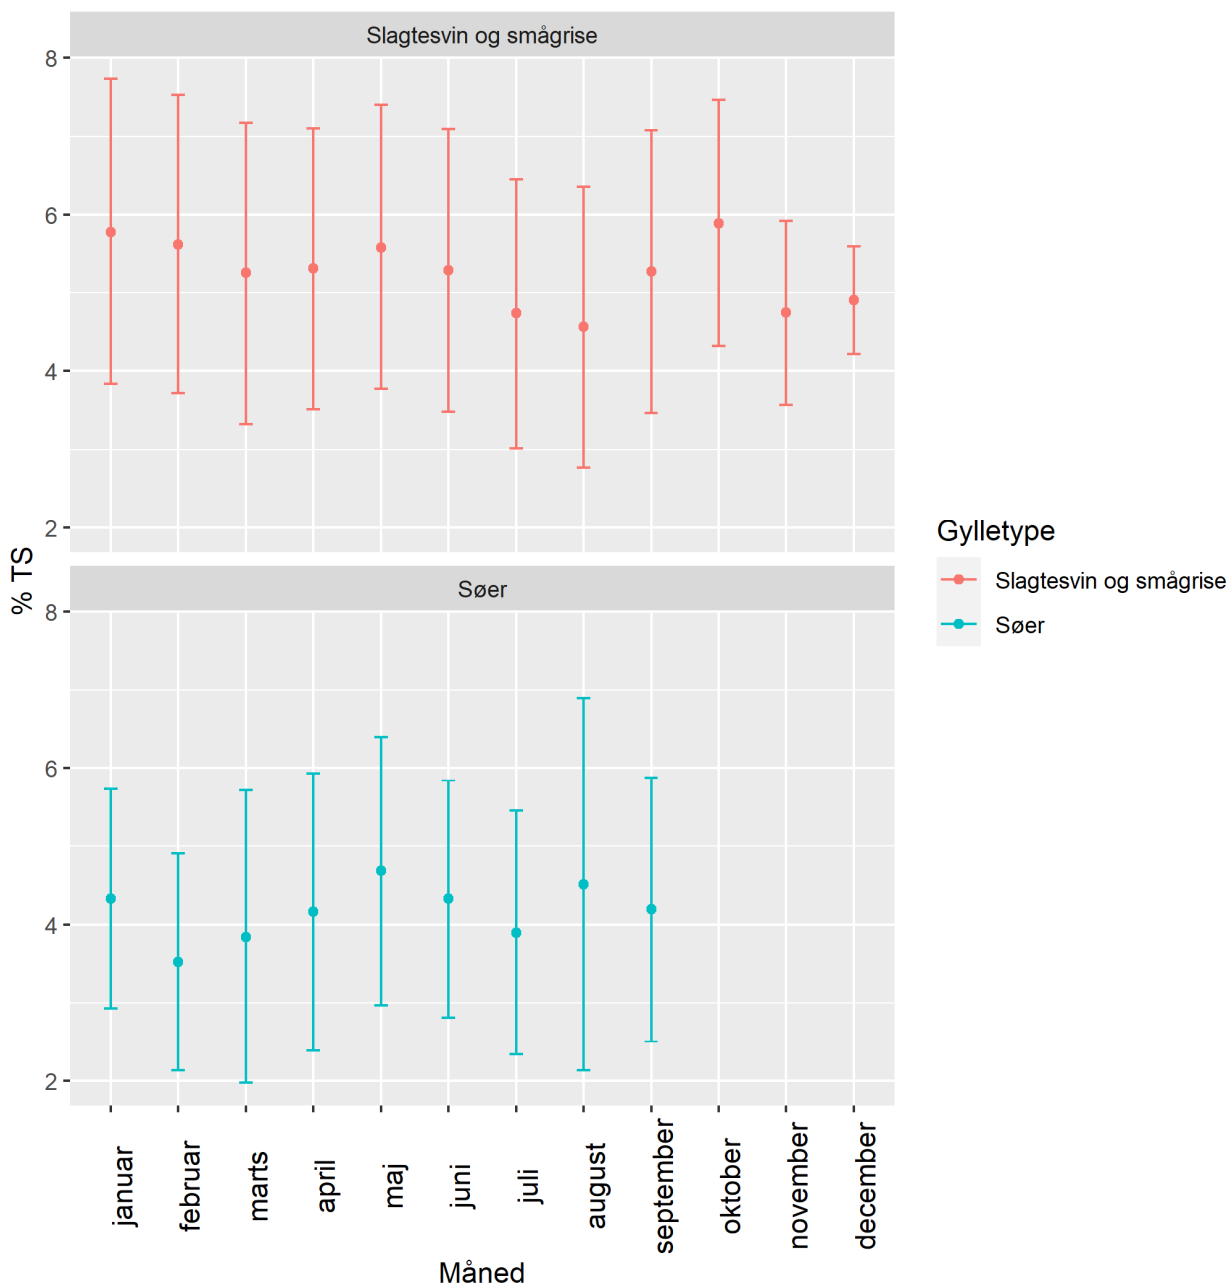 Slagtesvin og smågrise
8
6
4
2
Søer
8
6
4
2
% TS
januar
februar
marts
april
maj
juni
juli
august
september
oktober
november
december
Måned
Gylletype
Slagtesvin og smågrise
Søer